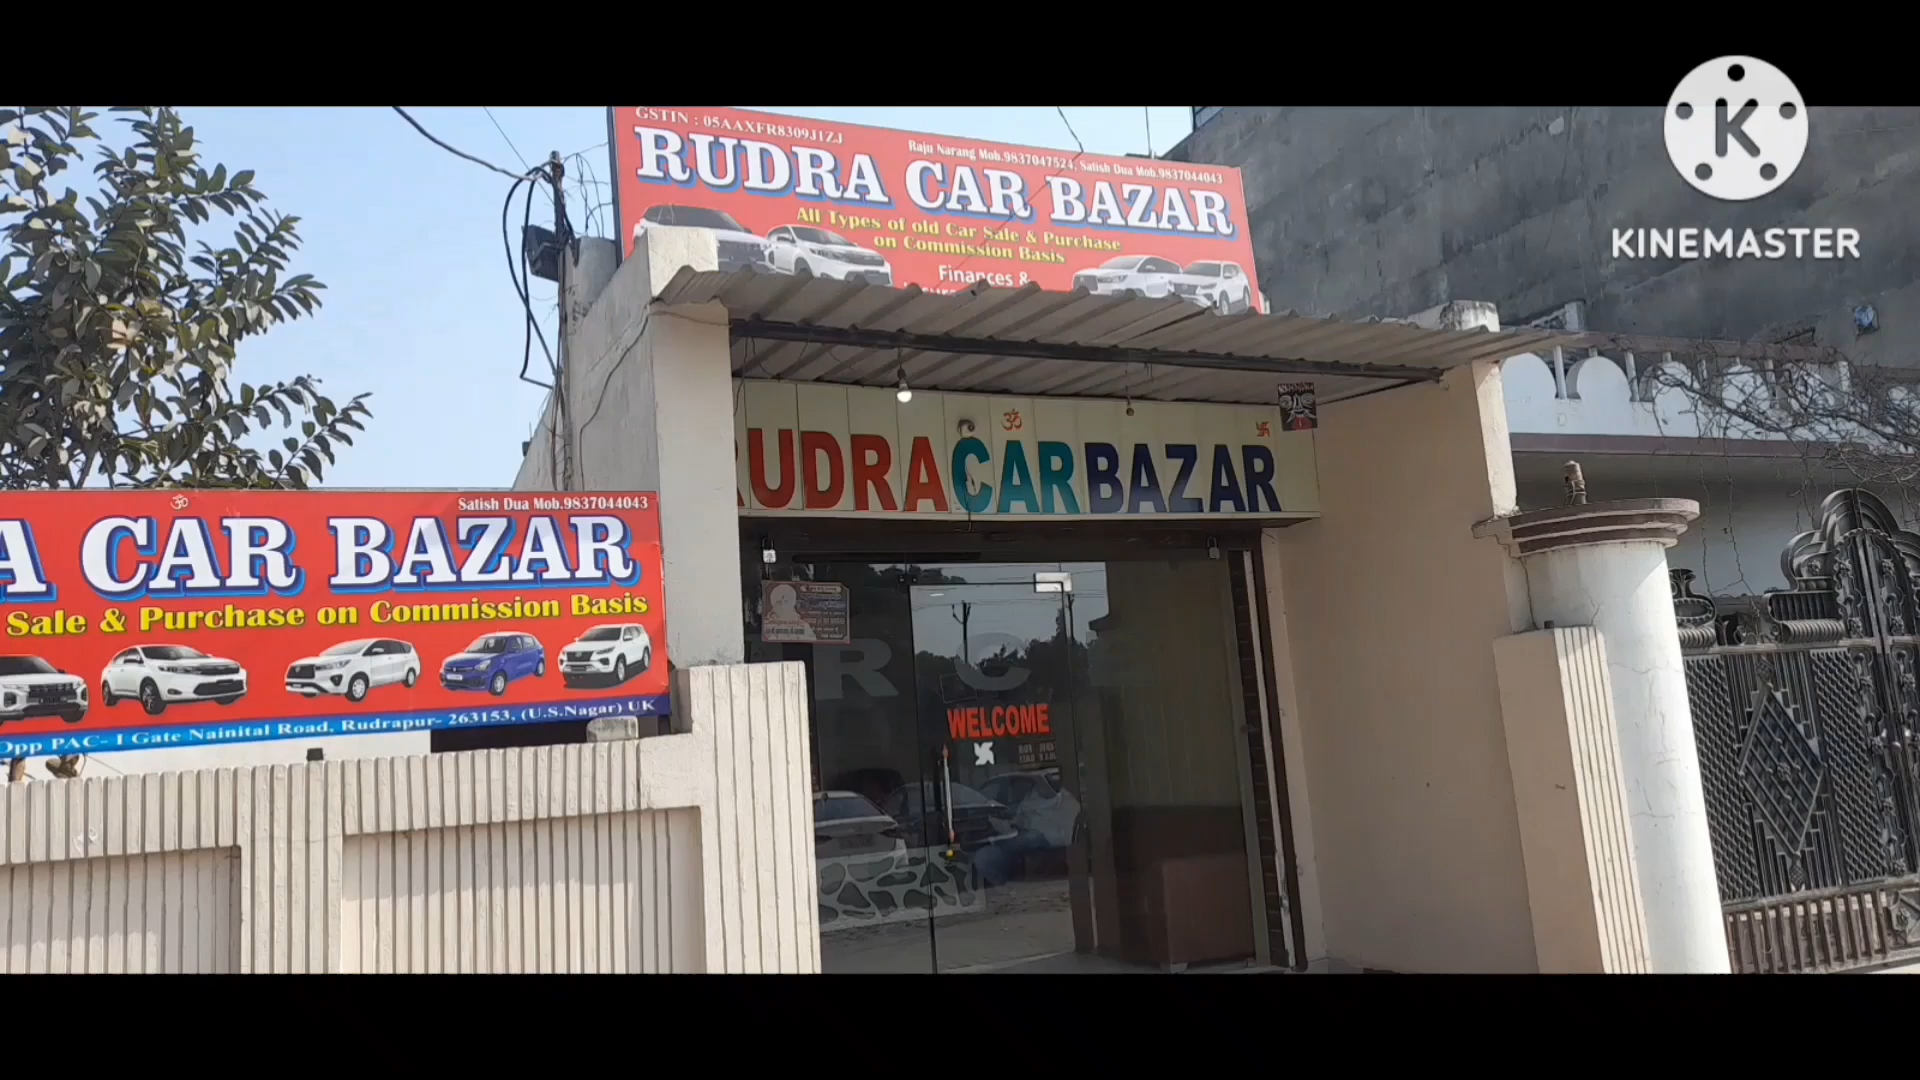 GSTIN : 05AAXFR8309J1ZJ
Raju Narang Mob.9837047524, Satish Dua Mob.9837044043
RUDRA CAR BAZAR
All Types of old Car Sale & Purchase
on Commission Basis
Finances &
K
KINEMASTER
ॐ
RUDRA CAR BAZAR
Satish Dua Mob.9837044043
ॐ
A CAR BAZAR
Sale & Purchase on Commission Basis
Opp PAC- I Gate Nainital Road, Rudrapur- 263153, (U.S.Nagar) UK
WELCOME